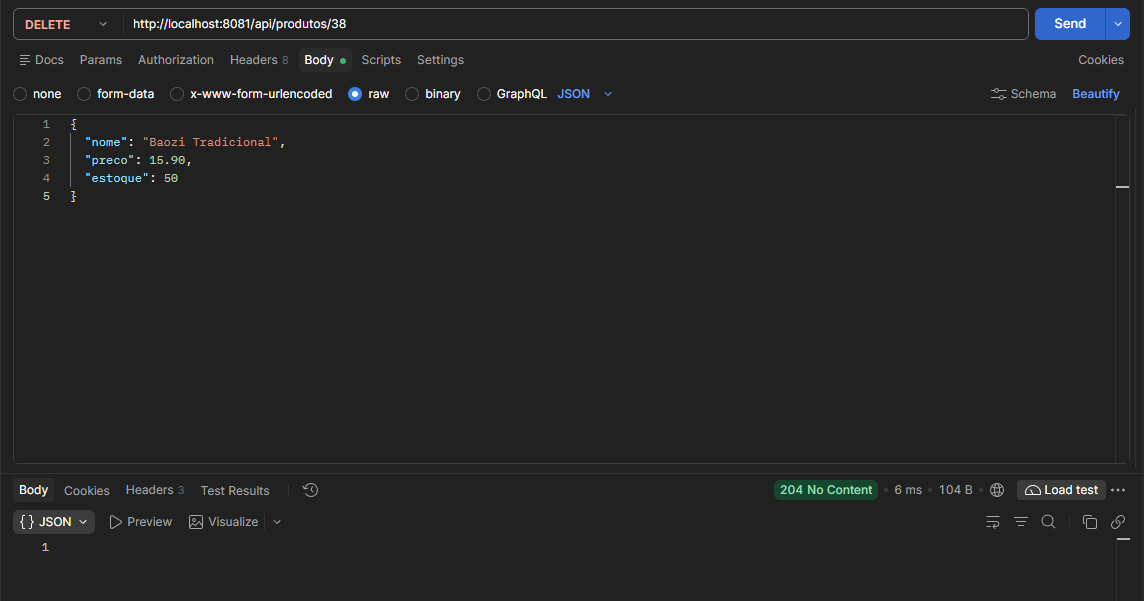 DELETE http://localhost:8081/api/produtos/38 Send
Docs Params Authorization Headers 8 Body Scripts Settings Cookies
none form-data x-www-form-urlencoded raw binary GraphQL JSON Schema Beautify
1 {
2 "nome": "Baozi Tradicional",
3 "preco": 15.90,
4 "estoque": 50
5 }
Body Cookies Headers 3 Test Results 204 No Content • 6 ms • 104 B Load test
{} JSON Preview Visualize
1